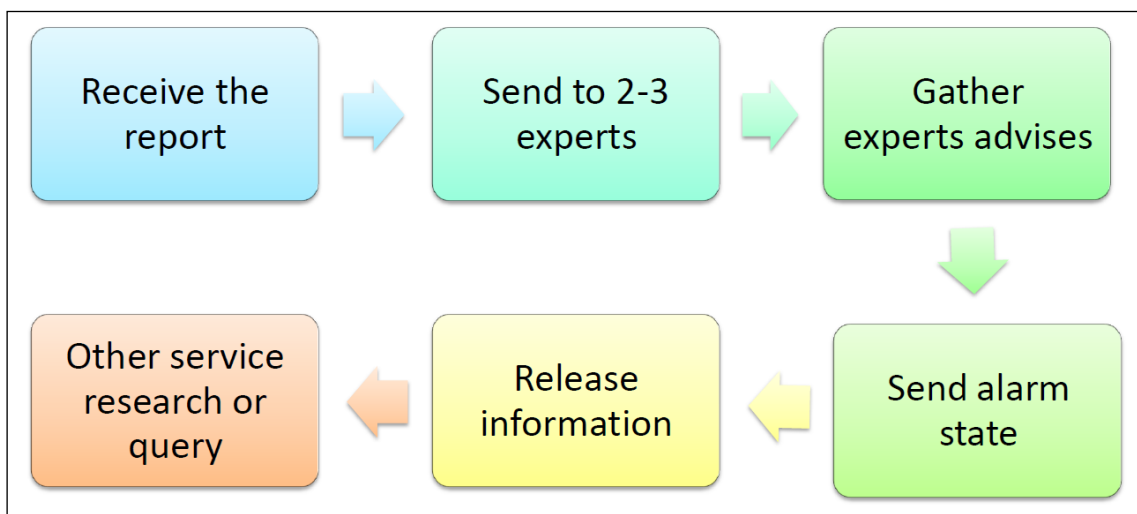 Receive the
report
Send to 2-3
experts
Gather
experts advises
Send alarm
state
Release
information
Other service
research or
query